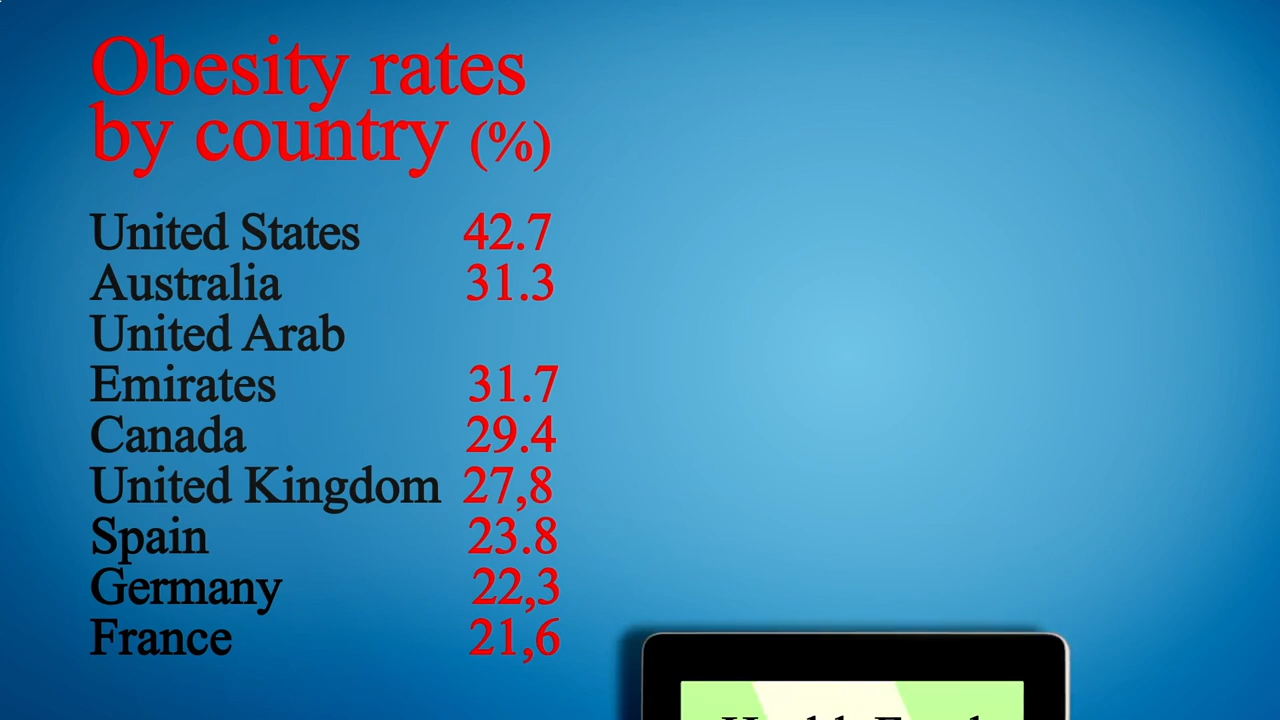 Obesity rates
by country (%)
United States 42.7
Australia 31.3
United Arab
Emirates 31.7
Canada 29.4
United Kingdom 27,8
Spain 23.8
Germany 22,3
France 21,6